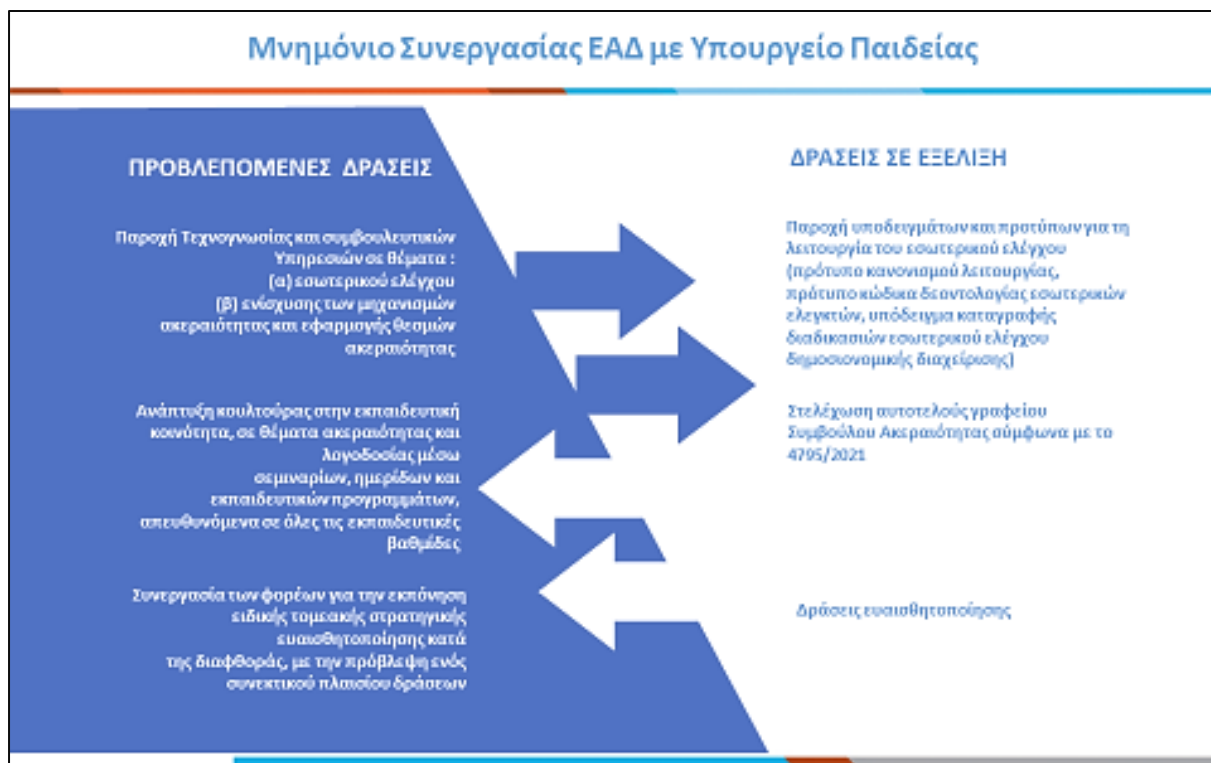 Μνημόνιο Συνεργασίας ΕΑΔ με Υπουργείο Παιδείας
ΠΡΟΒΛΕΠΟΜΕΝΕΣ ΔΡΑΣΕΙΣ
Παροχή Τεχνογνωσίας και συμβουλευτικών
Υπηρεσιών σε θέματα :
(α) εσωτερικού ελέγχου
(β) ενίσχυσης των μηχανισμών
ακεραιότητας και εφαρμογής θεσμών
ακεραιότητας
Ανάπτυξη κουλτούρας στην εκπαιδευτική
κοινότητα, σε θέματα ακεραιότητας και
λογοδοσίας μέσω
σεμιναρίων, ημερίδων και
εκπαιδευτικών προγραμμάτων,
απευθυνόμενα σε όλες τις εκπαιδευτικές
βαθμίδες
Συνεργασία των φορέων για την εκπόνηση
ειδικής τομεακής στρατηγικής
ευαισθητοποίησης κατά
της διαφθοράς, με την πρόβλεψη ενός
συνεκτικού πλαισίου δράσεων
ΔΡΑΣΕΙΣ ΣΕ ΕΞΕΛΙΞΗ
Παροχή υποδειγμάτων και προτύπων για τη
λειτουργία του εσωτερικού ελέγχου
(πρότυπο κανονισμού λειτουργίας,
πρότυπο κώδικα δεοντολογίας εσωτερικών
ελεγκτών, υπόδειγμα καταγραφής
διαδικασιών εσωτερικού ελέγχου
δημοσιονομικής διαχείρισης)
Στελέχωση αυτοτελούς γραφείου
Συμβούλου Ακεραιότητας σύμφωνα με το
4795/2021
Δράσεις ευαισθητοποίησης